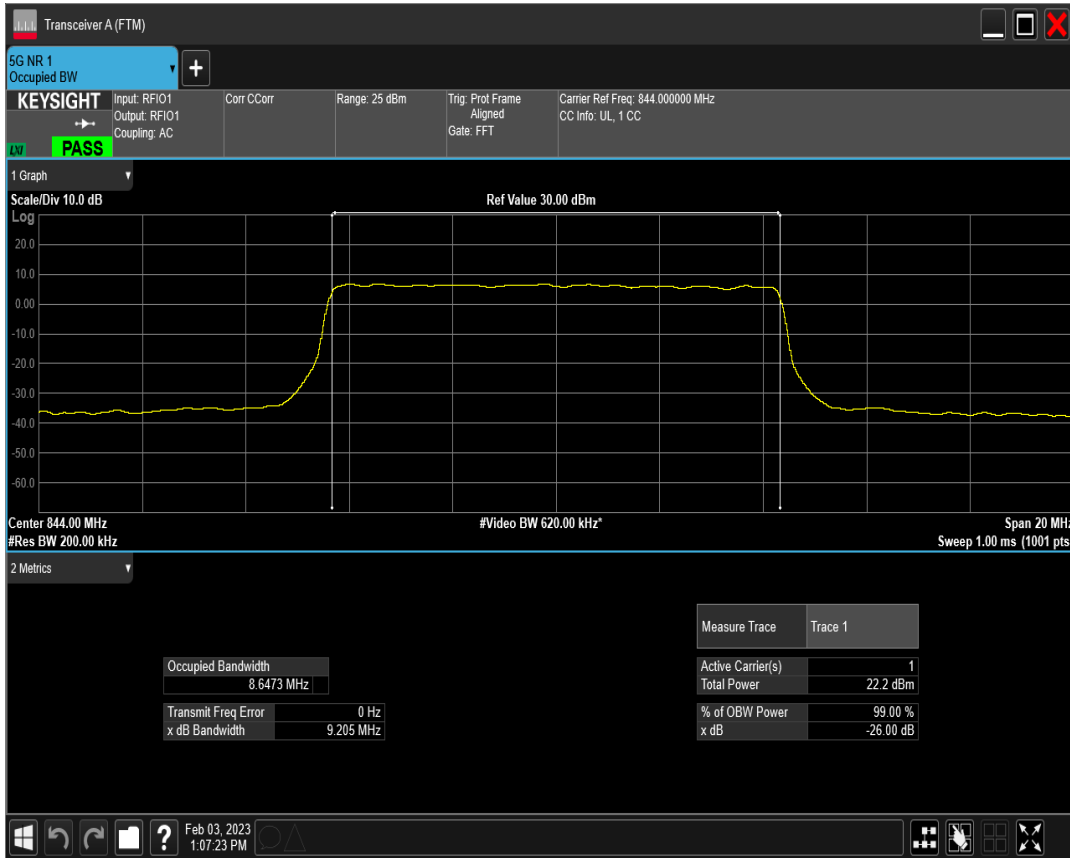 Transceiver A (FTM)
5G NR 1
Occupied BW
+
KEYSIGHT
Input: RFIO1
Output: RFIO1
Coupling: AC
Corr CCorr
Range: 25 dBm
Trig: Prot Frame
Aligned
Gate: FFT
Carrier Ref Freq: 844.000000 MHz
CC Info: UL, 1 CC
LXI
PASS
1 Graph
Scale/Div 10.0 dB
Ref Value 30.00 dBm
Log
20.0
10.0
0.00
-10.0
-20.0
-30.0
-40.0
-50.0
-60.0
Center 844.00 MHz
#Video BW 620.00 kHz*
Span 20 MHz
#Res BW 200.00 kHz
Sweep 1.00 ms (1001 pts
2 Metrics
Measure Trace Trace 1
Occupied Bandwidth
8.6473 MHz
Active Carrier(s) 1
Total Power 22.2 dBm
Transmit Freq Error 0 Hz
x dB Bandwidth 9.205 MHz
% of OBW Power 99.00 %
x dB -26.00 dB
?
Feb 03, 2023
1:07:23 PM